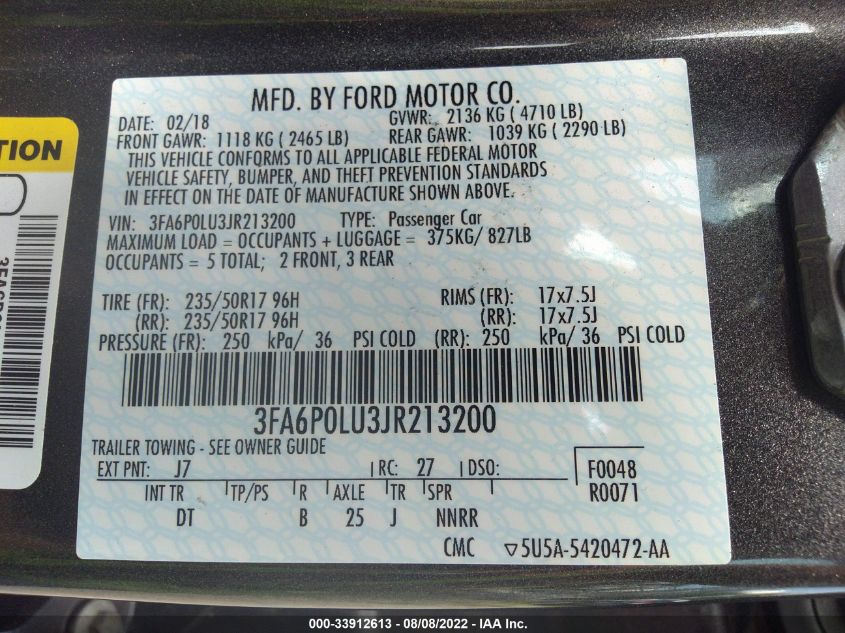 MFD. BY FORD MOTOR CO.
DATE: 02/18 GVWR: 2136 KG ( 4710 LB)
FRONT GAWR: 1118 KG ( 2465 LB) REAR GAWR: 1039 KG ( 2290 LB)
THIS VEHICLE CONFORMS TO ALL APPLICABLE FEDERAL MOTOR
VEHICLE SAFETY, BUMPER, AND THEFT PREVENTION STANDARDS
IN EFFECT ON THE DATE OF MANUFACTURE SHOWN ABOVE.
VIN: 3FA6P0LU3JR213200 TYPE: Passenger Car
MAXIMUM LOAD = OCCUPANTS + LUGGAGE = 375KG/ 827LB
OCCUPANTS = 5 TOTAL; 2 FRONT, 3 REAR
TIRE (FR): 235/50R17 96H RIMS (FR): 17x7.5J
(RR): 235/50R17 96H (RR): 17x7.5J
PRESSURE (FR): 250 kPa/ 36 PSI COLD (RR): 250 kPa/ 36 PSI COLD
3FA6P0LU3JR213200
TRAILER TOWING - SEE OWNER GUIDE
EXT PNT: J7 RC: 27 DSO: F0048
INT TR TP/PS R AXLE TR SPR R0071
DT B 25 J NNRR
CMC ▽5U5A-5420472-AA
TION
000-33912613 - 08/08/2022 - IAA Inc.